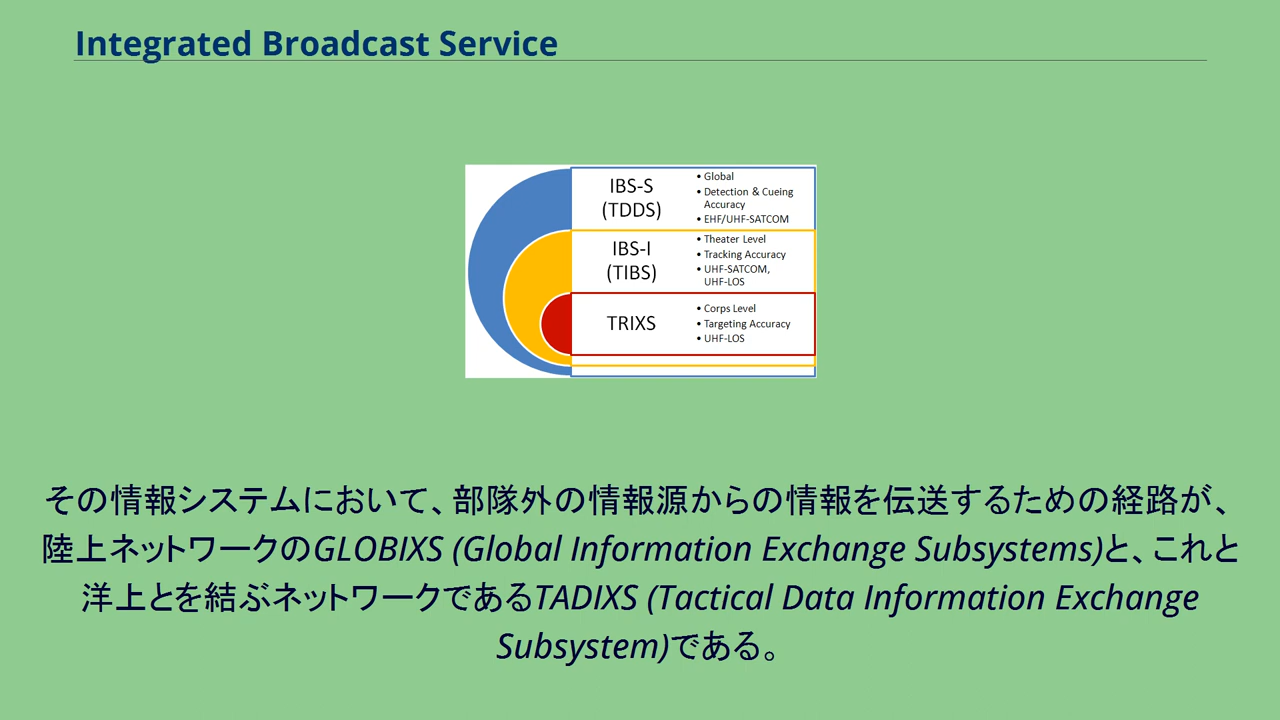 Integrated Broadcast Service
IBS-S
(TDDS)
• Global
• Detection & Cueing
Accuracy
• EHF/UHF-SATCOM
IBS-I
(TIBS)
• Theater Level
• Tracking Accuracy
• UHF-SATCOM,
UHF-LOS
TRIXS
• Corps Level
• Targeting Accuracy
• UHF-LOS
その情報システムにおいて、部隊外の情報源からの情報を伝送するための経路が、
陸上ネットワークのGLOBIXS (Global Information Exchange Subsystems)と、これと
洋上とを結ぶネットワークであるTADIXS (Tactical Data Information Exchange
Subsystem)である。